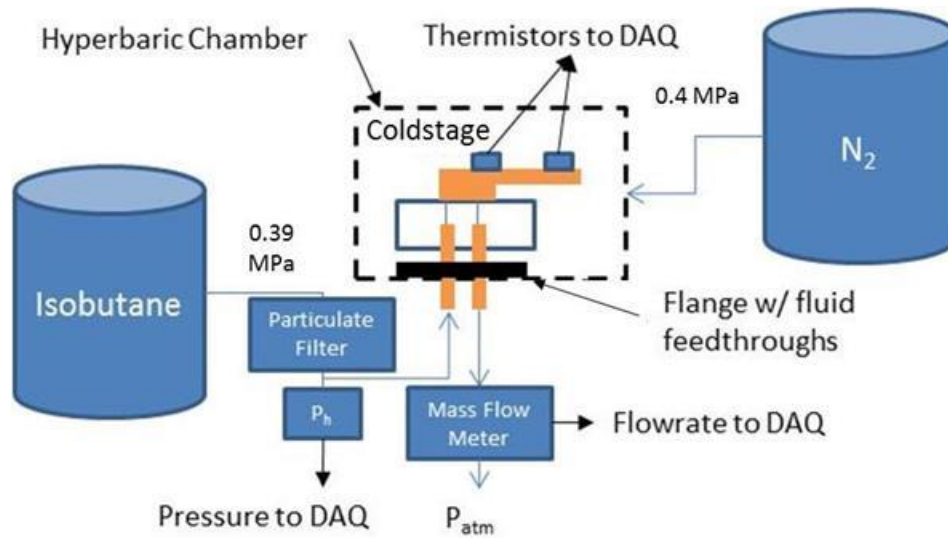 Hyperbaric Chamber
Thermistors to DAQ
0.4 MPa
Coldstage
N₂
0.39
MPa
Isobutane
Particulate
Filter
Flange w/ fluid
feedthroughs
Pₕ
Mass Flow
Meter
Flowrate to DAQ
Pressure to DAQ
Pₐₜₘ